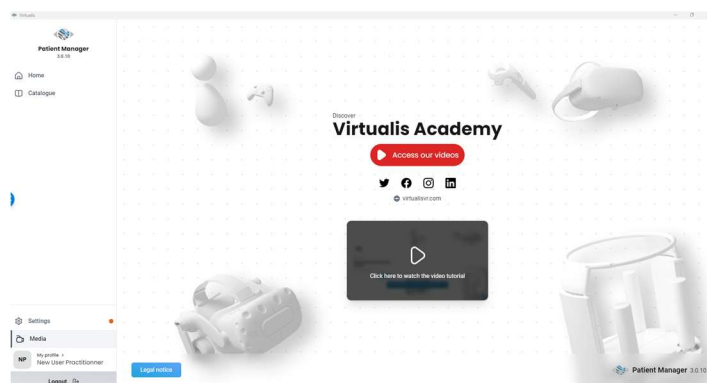 Virtualis
Patient Manager
3.0.10
Home
Catalogue
Discover
Virtualis Academy
Access our videos
virtualisvr.com
Click here to watch the video tutorial
Settings
Media
NP
My profile >
New User Practitionner
Logout
Legal notice
Patient Manager 3.0.10